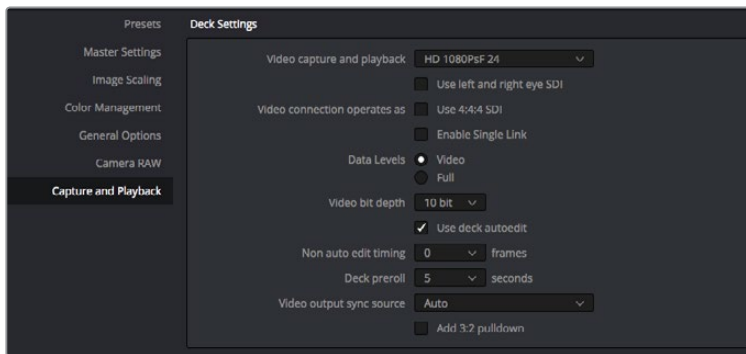 Presets
Master Settings
Image Scaling
Color Management
General Options
Camera RAW
Capture and Playback
Deck Settings
Video capture and playback HD 1080PsF 24
Use left and right eye SDI
Video connection operates as Use 4:4:4 SDI
Enable Single Link
Data Levels Video
Full
Video bit depth 10 bit
Use deck autoedit
Non auto edit timing 0 frames
Deck preroll 5 seconds
Video output sync source Auto
Add 3:2 pulldown